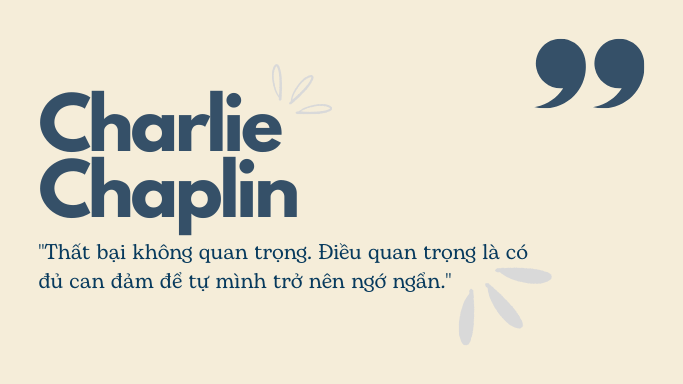 Charlie
Chaplin
"Thất bại không quan trọng. Điều quan trọng là có
đủ can đảm để tự mình trở nên ngớ ngẩn."